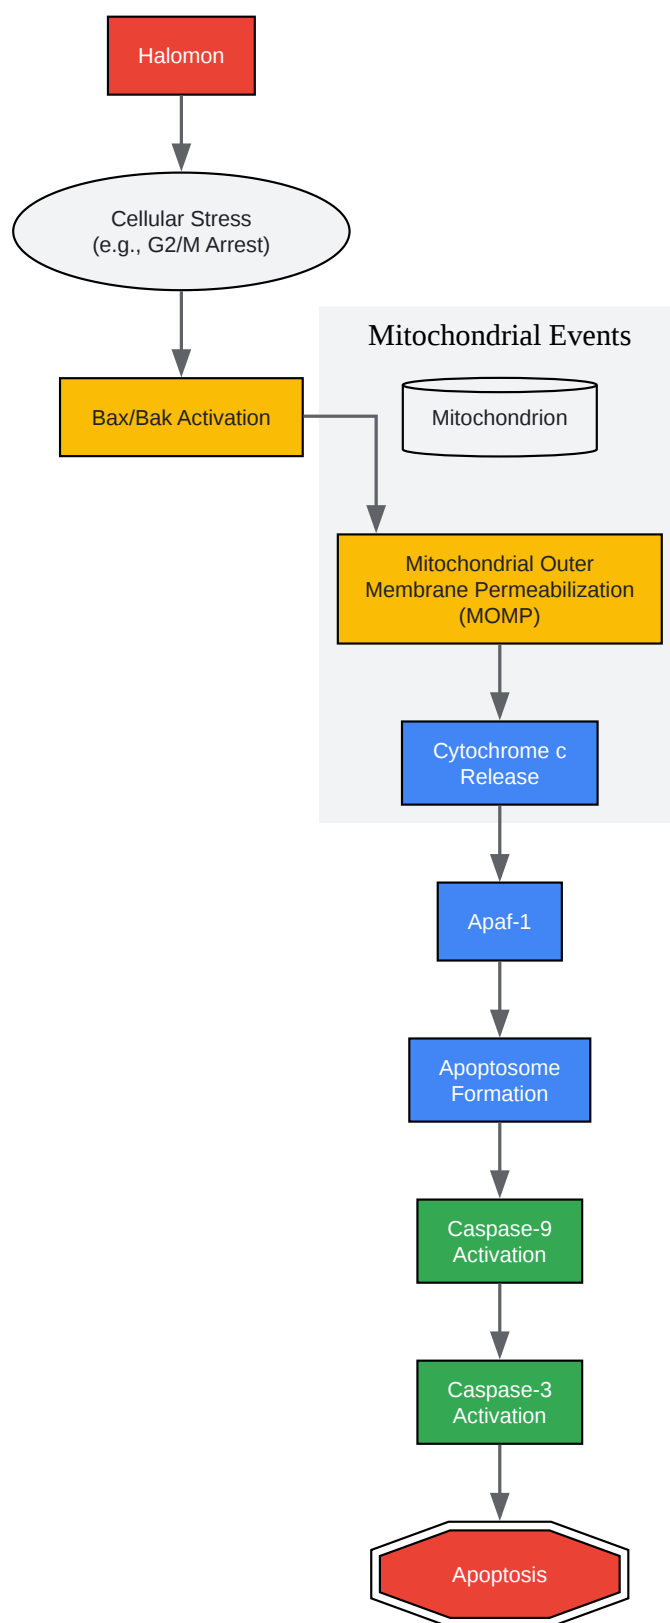 Halomon
Cellular Stress
(e.g., G2/M Arrest)
Mitochondrial Events
Bax/Bak Activation
Mitochondrion
Mitochondrial Outer
Membrane Permeabilization
(MOMP)
Cytochrome c
Release
Apaf-1
Apoptosome
Formation
Caspase-9
Activation
Caspase-3
Activation
Apoptosis